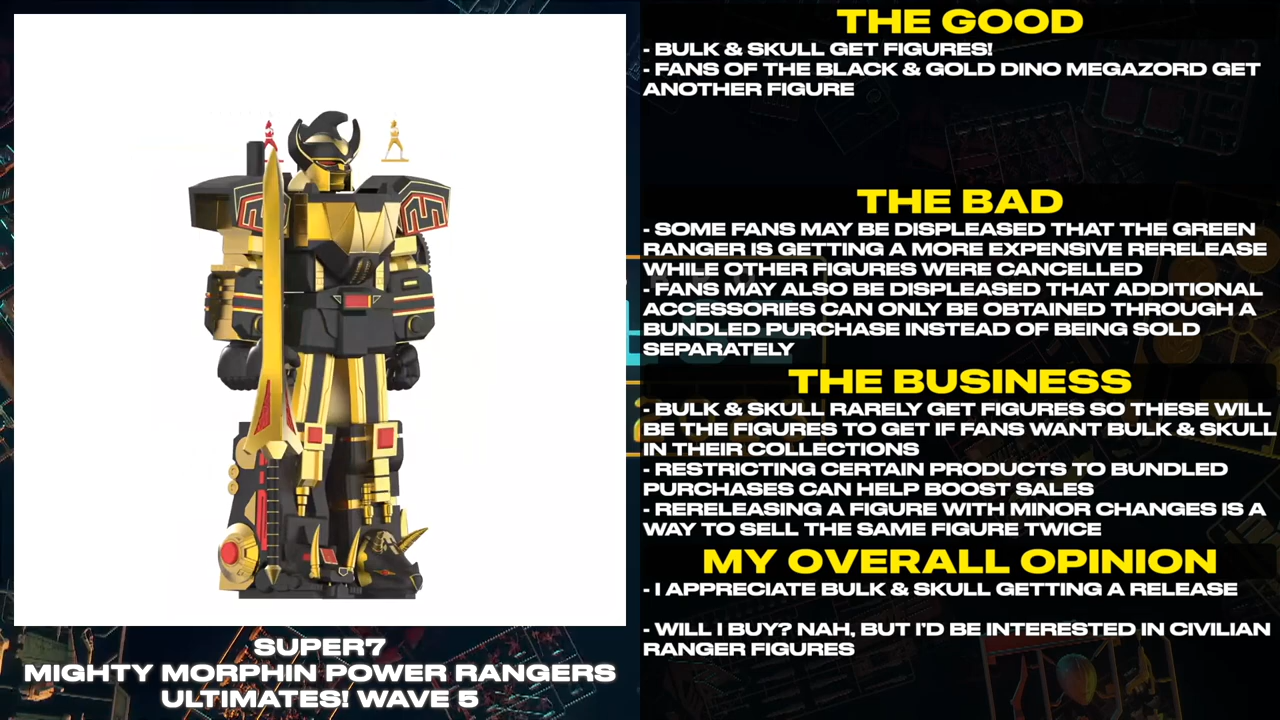 THE GOOD
- BULK & SKULL GET FIGURES!
- FANS OF THE BLACK & GOLD DINO MEGAZORD GET
ANOTHER FIGURE
THE BAD
- SOME FANS MAY BE DISPLEASED THAT THE GREEN
RANGER IS GETTING A MORE EXPENSIVE RERELEASE
WHILE OTHER FIGURES WERE CANCELLED
- FANS MAY ALSO BE DISPLEASED THAT ADDITIONAL
ACCESSORIES CAN ONLY BE OBTAINED THROUGH A
BUNDLED PURCHASE INSTEAD OF BEING SOLD
SEPARATELY
THE BUSINESS
- BULK & SKULL RARELY GET FIGURES SO THESE WILL
BE THE FIGURES TO GET IF FANS WANT BULK & SKULL
IN THEIR COLLECTIONS
- RESTRICTING CERTAIN PRODUCTS TO BUNDLED
PURCHASES CAN HELP BOOST SALES
- RERELEASING A FIGURE WITH MINOR CHANGES IS A
WAY TO SELL THE SAME FIGURE TWICE
MY OVERALL OPINION
- I APPRECIATE BULK & SKULL GETTING A RELEASE
- WILL I BUY? NAH, BUT I'D BE INTERESTED IN CIVILIAN
RANGER FIGURES
SUPER7
MIGHTY MORPHIN POWER RANGERS
ULTIMATES! WAVE 5